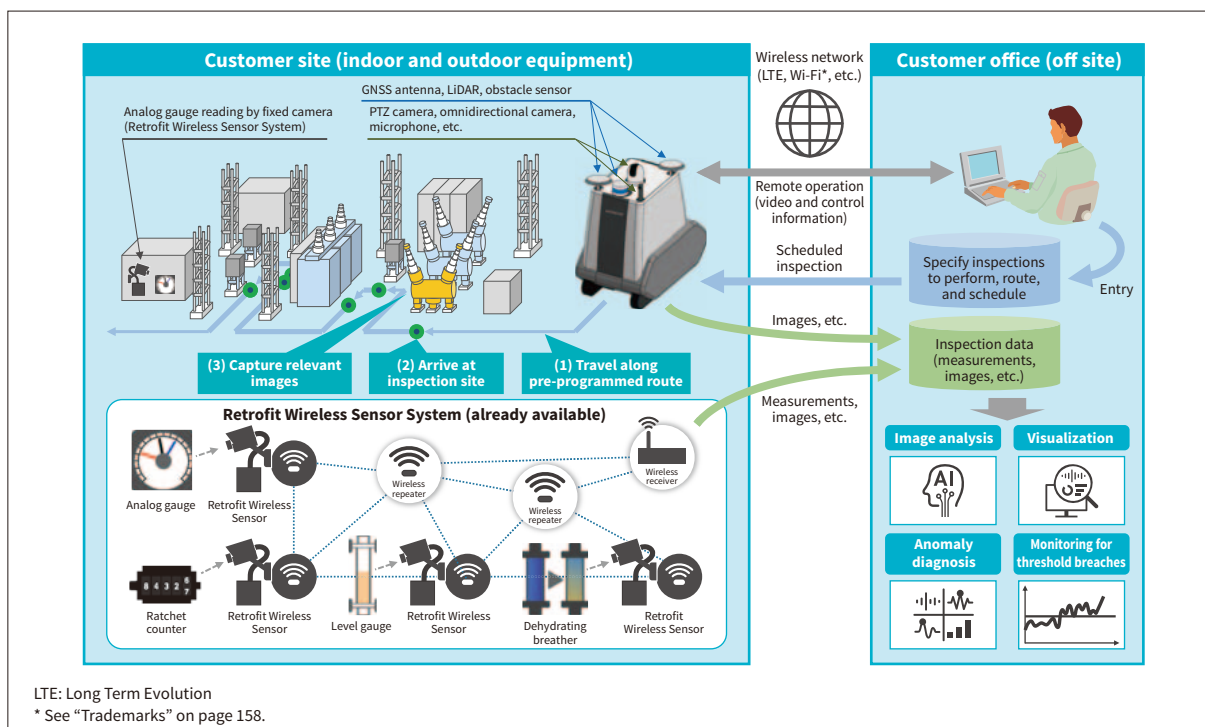 Customer site (indoor and outdoor equipment)
GNSS antenna, LiDAR, obstacle sensor
PTZ camera, omnidirectional camera,
microphone, etc.
Analog gauge reading by fixed camera
(Retrofit Wireless Sensor System)
Wireless network
(LTE, Wi-Fi*, etc.)
Customer office (off site)
Remote operation
(video and control
information)
Scheduled
inspection
Specify inspections
to perform, route,
and schedule
Entry
Images, etc.
Inspection data
(measurements,
images, etc.)
(3) Capture relevant
images
(2) Arrive at
inspection site
(1) Travel along
pre-programmed route
Measurements,
images, etc.
Retrofit Wireless Sensor System (already available)
Analog gauge
Retrofit Wireless
Sensor
Wireless
repeater
Wireless
repeater
Wireless
receiver
Ratchet
counter
Retrofit Wireless
Sensor
Level gauge
Retrofit Wireless
Sensor
Dehydrating
breather
Retrofit
Wireless Sensor
Image analysis
AI
Visualization
Anomaly
diagnosis
Monitoring for
threshold breaches
LTE: Long Term Evolution
* See “Trademarks” on page 158.